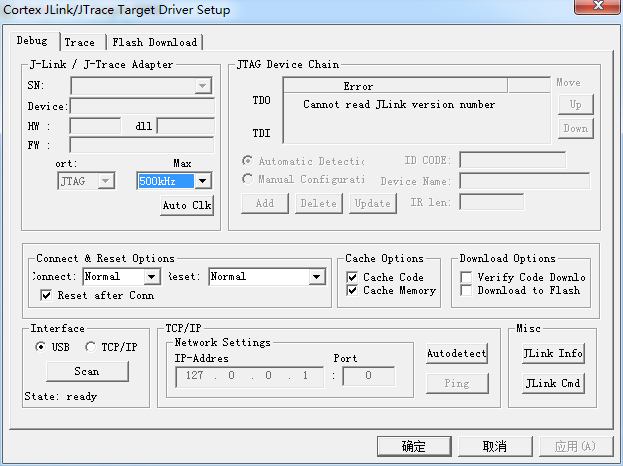 Cortex JLink/JTrace Target Driver Setup
Debug Trace Flash Download
J-Link / J-Trace Adapter
SN:
Device:
HW : dll
FW :
ort: Max
JTAG 500kHz
Auto Clk
JTAG Device Chain
Error
Cannot read JLink version number
TDO
TDI
Move
Up
Down
Automatic Detectic
Manual Configurati
ID CODE:
Device Name:
Add Delete Update IR len:
Connect & Reset Options
Connect: Normal Reset: Normal
Reset after Conn
Cache Options
Cache Code
Cache Memory
Download Options
Verify Code Downlo
Download to Flash
Interface
USB TCP/IP
Scan
State: ready
TCP/IP
Network Settings
IP-Addres Port
127 . 0 . 0 . 1 : 0
Autodetect
Ping
Misc
JLink Info
JLink Cmd
确定 取消 应用(A)